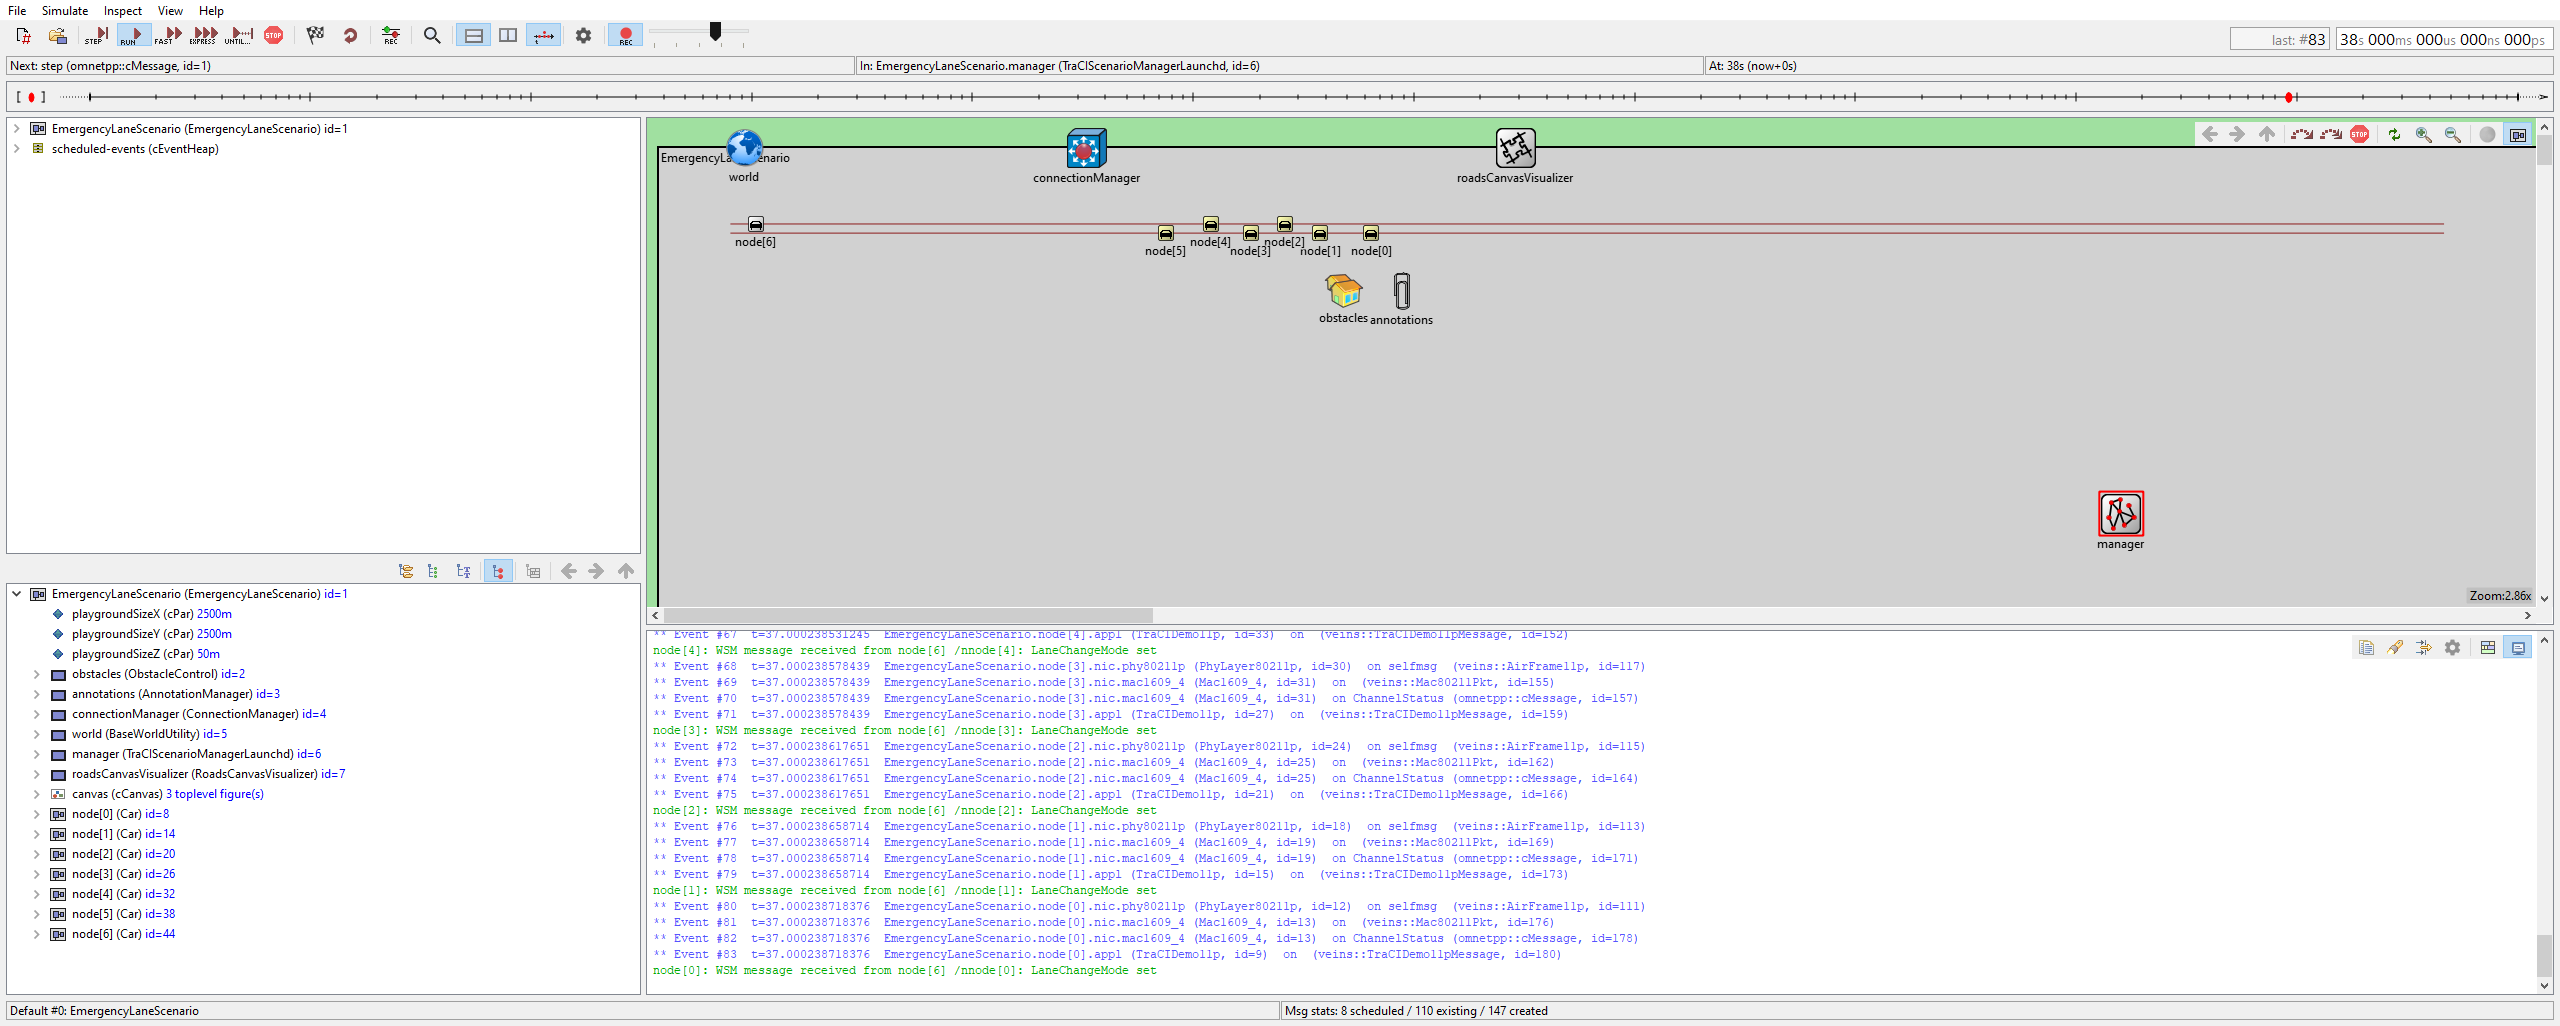 File Simulate Inspect View Help
STEP RUN FAST EXPRESS UNTIL... STOP REC REC
last: #83 38s 000ms 000us 000ns 000ps
Next: step (omnetpp::cMessage, id=1) In: EmergencyLaneScenario.manager (TraCIScenarioManagerLaunchd, id=6) At: 38s (now+0s)
EmergencyLaneScenario (EmergencyLaneScenario) id=1
scheduled-events (cEventHeap)
STOP
world
connectionManager
roadsCanvasVisualizer
node[6]
node[5]
node[4]
node[3]
node[2]
node[1]
node[0]
obstacles
annotations
manager
Zoom:2.86x
EmergencyLaneScenario (EmergencyLaneScenario) id=1
playgroundSizeX (cPar) 2500m
playgroundSizeY (cPar) 2500m
playgroundSizeZ (cPar) 50m
obstacles (ObstacleControl) id=2
annotations (AnnotationManager) id=3
connectionManager (ConnectionManager) id=4
world (BaseWorldUtility) id=5
manager (TraCIScenarioManagerLaunchd) id=6
roadsCanvasVisualizer (RoadsCanvasVisualizer) id=7
canvas (cCanvas) 3 toplevel figure(s)
node[0] (Car) id=8
node[1] (Car) id=14
node[2] (Car) id=20
node[3] (Car) id=26
node[4] (Car) id=32
node[5] (Car) id=38
node[6] (Car) id=44
** Event #67 t=37.000238531245 EmergencyLaneScenario.node[4].appl (TraCIDemo11p, id=33) on (veins::TraCIDemo11pMessage, id=152)
node[4]: WSM message received from node[6] /nnode[4]: LaneChangeMode set
** Event #68 t=37.000238578439 EmergencyLaneScenario.node[3].nic.phy80211p (PhyLayer80211p, id=30) on selfmsg (veins::AirFrame11p, id=117)
** Event #69 t=37.000238578439 EmergencyLaneScenario.node[3].nic.mac1609_4 (Mac1609_4, id=31) on (veins::Mac80211Pkt, id=155)
** Event #70 t=37.000238578439 EmergencyLaneScenario.node[3].nic.mac1609_4 (Mac1609_4, id=31) on ChannelStatus (omnetpp::cMessage, id=157)
** Event #71 t=37.000238578439 EmergencyLaneScenario.node[3].appl (TraCIDemo11p, id=27) on (veins::TraCIDemo11pMessage, id=159)
node[3]: WSM message received from node[6] /nnode[3]: LaneChangeMode set
** Event #72 t=37.000238617651 EmergencyLaneScenario.node[2].nic.phy80211p (PhyLayer80211p, id=24) on selfmsg (veins::AirFrame11p, id=115)
** Event #73 t=37.000238617651 EmergencyLaneScenario.node[2].nic.mac1609_4 (Mac1609_4, id=25) on (veins::Mac80211Pkt, id=162)
** Event #74 t=37.000238617651 EmergencyLaneScenario.node[2].nic.mac1609_4 (Mac1609_4, id=25) on ChannelStatus (omnetpp::cMessage, id=164)
** Event #75 t=37.000238617651 EmergencyLaneScenario.node[2].appl (TraCIDemo11p, id=21) on (veins::TraCIDemo11pMessage, id=166)
node[2]: WSM message received from node[6] /nnode[2]: LaneChangeMode set
** Event #76 t=37.000238658714 EmergencyLaneScenario.node[1].nic.phy80211p (PhyLayer80211p, id=18) on selfmsg (veins::AirFrame11p, id=113)
** Event #77 t=37.000238658714 EmergencyLaneScenario.node[1].nic.mac1609_4 (Mac1609_4, id=19) on (veins::Mac80211Pkt, id=169)
** Event #78 t=37.000238658714 EmergencyLaneScenario.node[1].nic.mac1609_4 (Mac1609_4, id=19) on ChannelStatus (omnetpp::cMessage, id=171)
** Event #79 t=37.000238658714 EmergencyLaneScenario.node[1].appl (TraCIDemo11p, id=15) on (veins::TraCIDemo11pMessage, id=173)
node[1]: WSM message received from node[6] /nnode[1]: LaneChangeMode set
** Event #80 t=37.000238718376 EmergencyLaneScenario.node[0].nic.phy80211p (PhyLayer80211p, id=12) on selfmsg (veins::AirFrame11p, id=111)
** Event #81 t=37.000238718376 EmergencyLaneScenario.node[0].nic.mac1609_4 (Mac1609_4, id=13) on (veins::Mac80211Pkt, id=176)
** Event #82 t=37.000238718376 EmergencyLaneScenario.node[0].nic.mac1609_4 (Mac1609_4, id=13) on ChannelStatus (omnetpp::cMessage, id=178)
** Event #83 t=37.000238718376 EmergencyLaneScenario.node[0].appl (TraCIDemo11p, id=9) on (veins::TraCIDemo11pMessage, id=180)
node[0]: WSM message received from node[6] /nnode[0]: LaneChangeMode set
Default #0: EmergencyLaneScenario Msg stats: 8 scheduled / 110 existing / 147 created